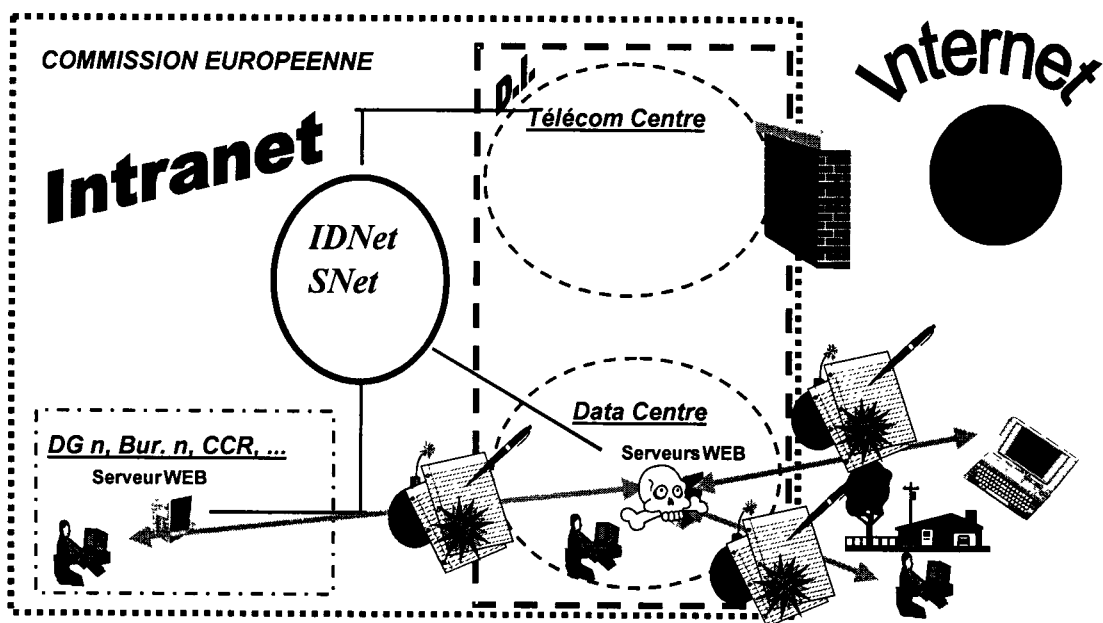 COMMISSION EUROPEENNE
Internet
D.I.
Télécom Centre
Intranet
IDNet
SNet
Data Centre
DG n, Bur. n, CCR, ...
Serveurs WEB
Serveur WEB